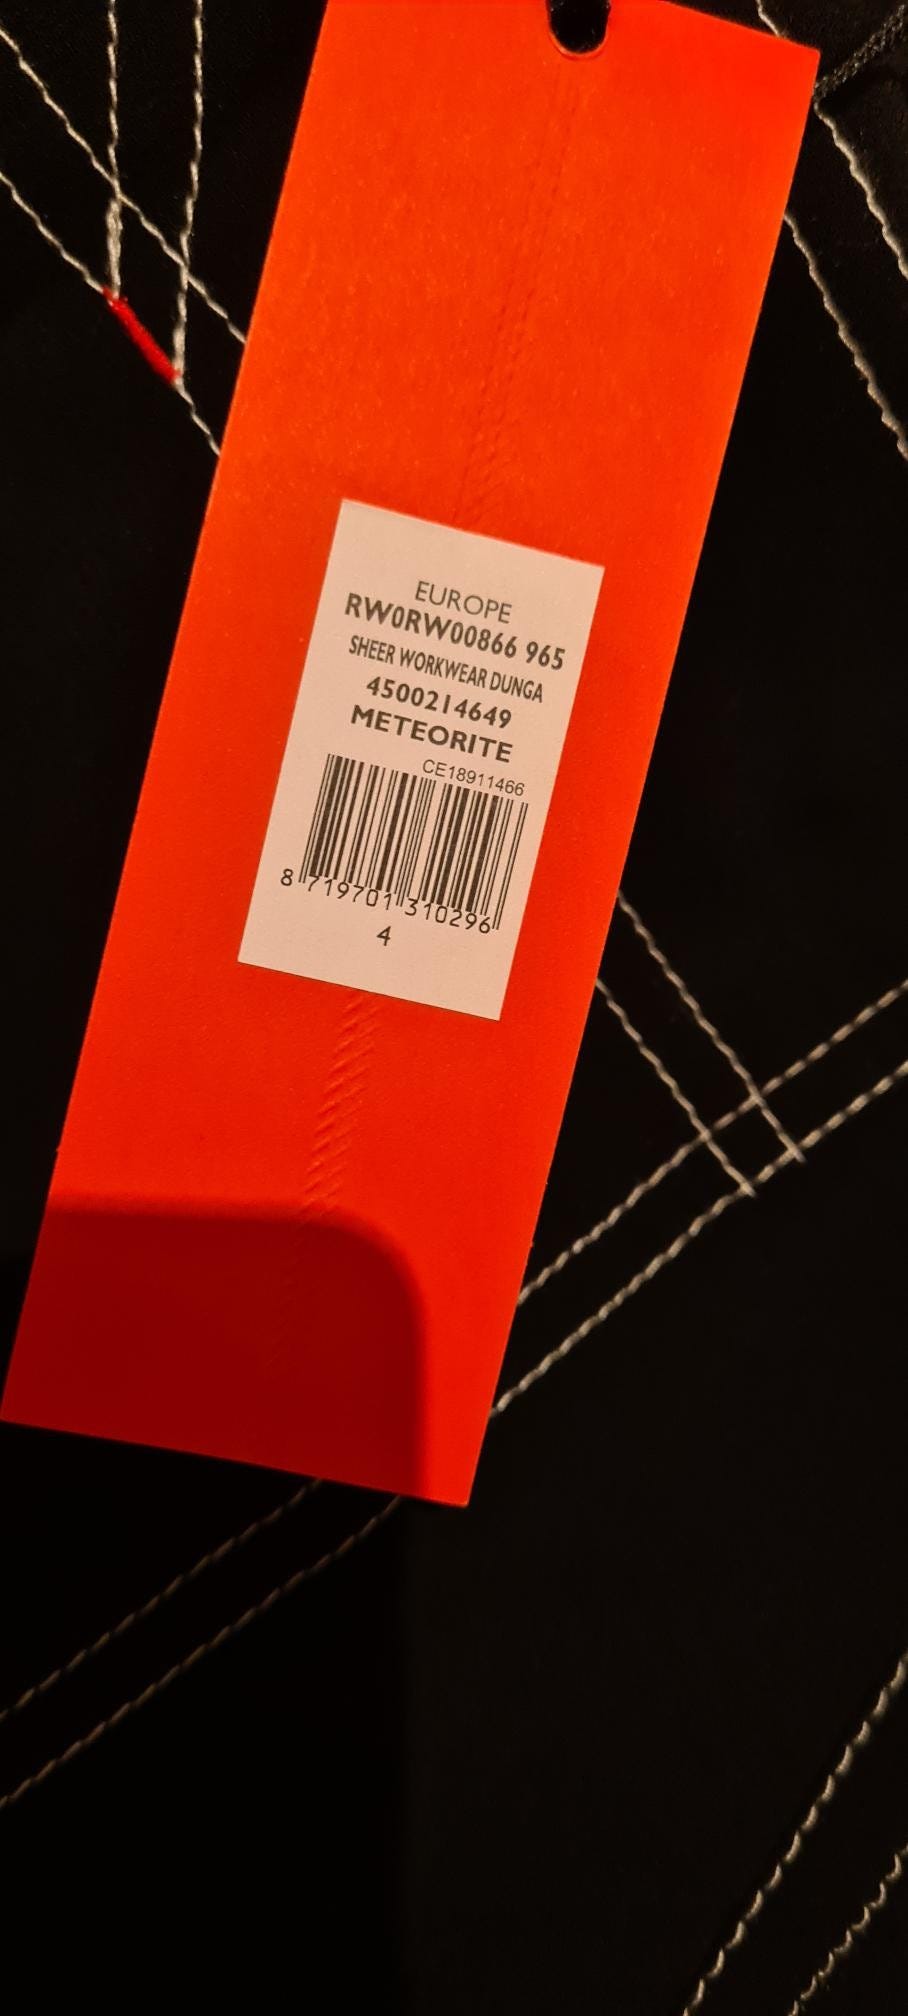 EUROPE
RW0RW00866 965
SHEER WORKWEAR DUNGA
4500214649
METEORITE
CE18911466
8 719701 310296
4